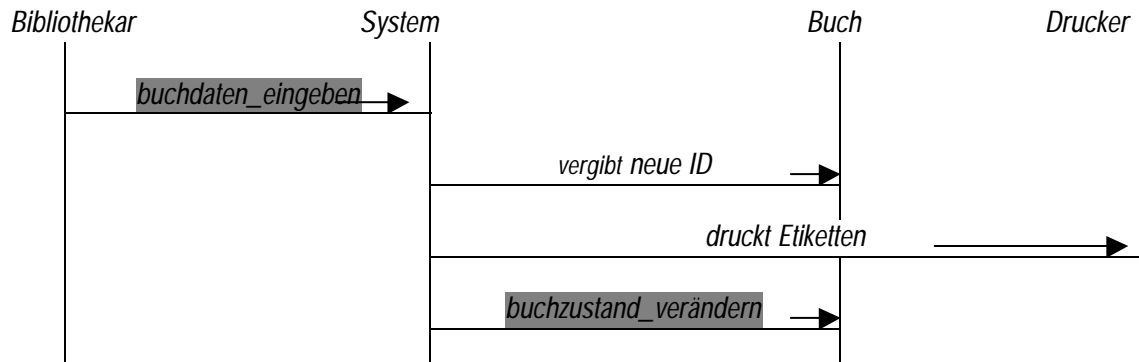 Bibliothekar System Buch Drucker
buchdaten_eingeben
vergibt neue ID
druckt Etiketten
buchzustand_verändern